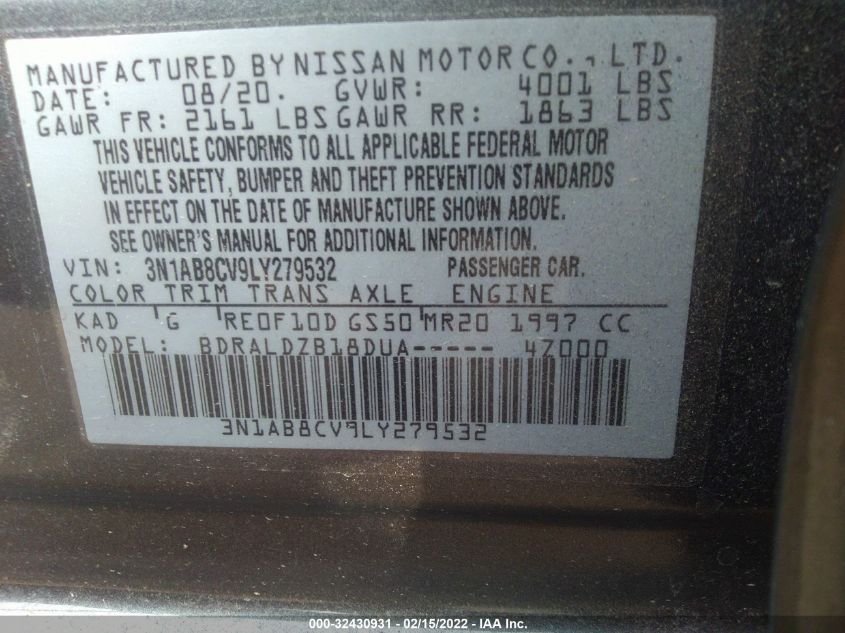 MANUFACTURED BY NISSAN MOTOR CO., LTD.
DATE: 08/20. GVWR: 4001 LBS
GAWR FR: 2161 LBS GAWR RR: 1863 LBS
THIS VEHICLE CONFORMS TO ALL APPLICABLE FEDERAL MOTOR
VEHICLE SAFETY, BUMPER AND THEFT PREVENTION STANDARDS
IN EFFECT ON THE DATE OF MANUFACTURE SHOWN ABOVE.
SEE OWNER'S MANUAL FOR ADDITIONAL INFORMATION.
VIN: 3N1AB8CV9LY279532 PASSENGER CAR.
COLOR TRIM TRANS AXLE ENGINE
KAD G RE0F10D GS50 MR20 1997 CC
MODEL: BDRALDZB18DUA----- 4Z000
3N1AB8CV9LY279532
000-32430931 - 02/15/2022 - IAA Inc.